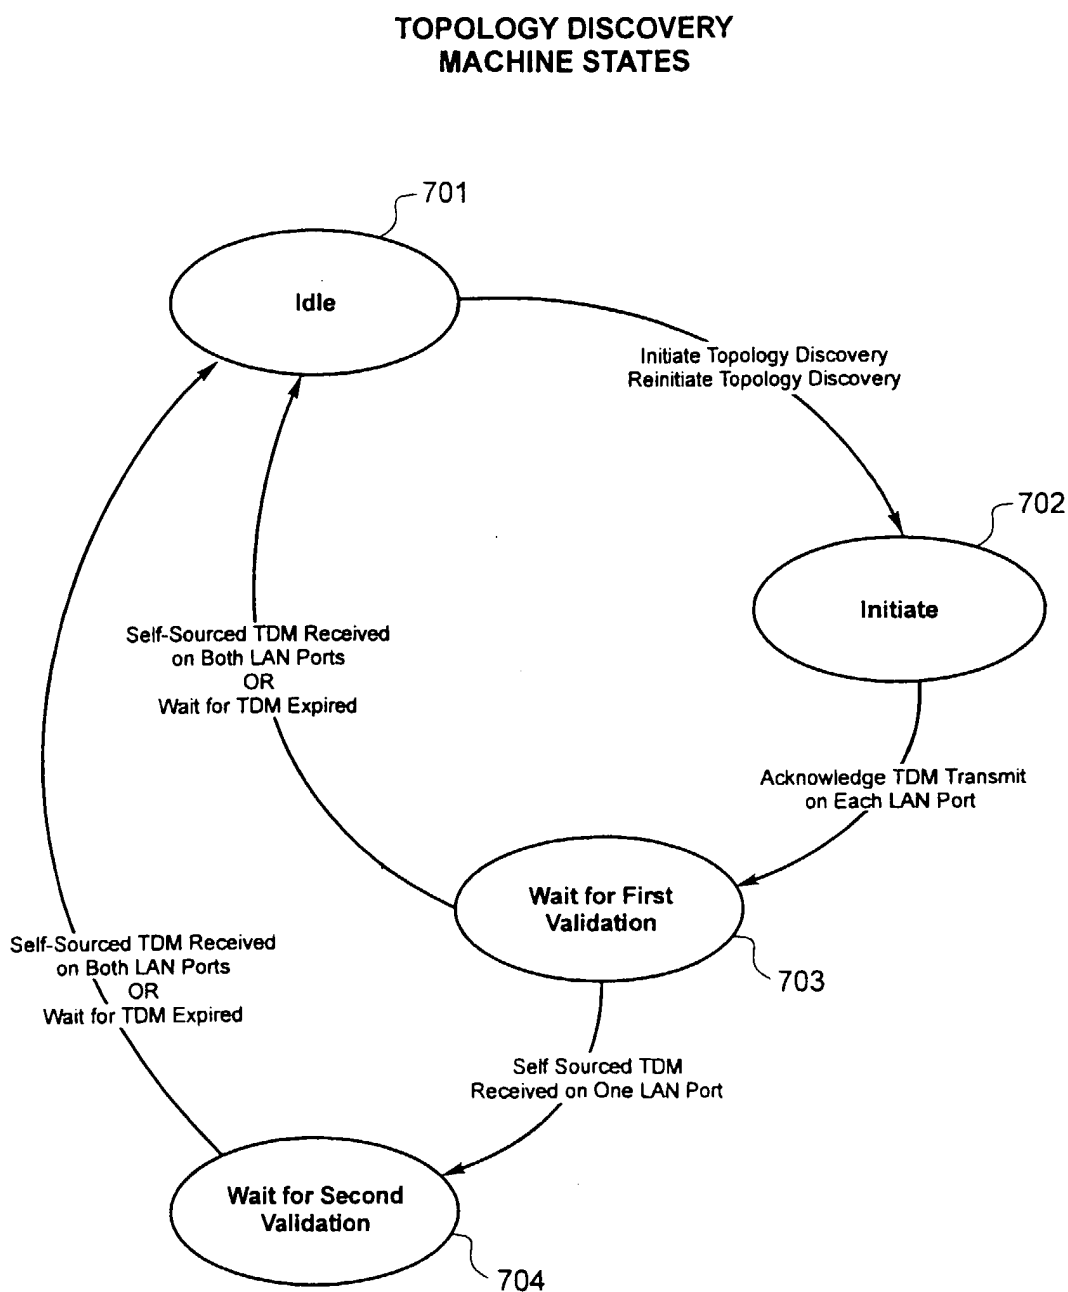 TOPOLOGY DISCOVERY
MACHINE STATES
701
Idle
Initiate Topology Discovery
Reinitiate Topology Discovery
702
Initiate
Self-Sourced TDM Received
on Both LAN Ports
OR
Wait for TDM Expired
Acknowledge TDM Transmit
on Each LAN Port
Wait for First
Validation
703
Self-Sourced TDM Received
on Both LAN Ports
OR
Wait for TDM Expired
Self Sourced TDM
Received on One LAN Port
Wait for Second
Validation
704